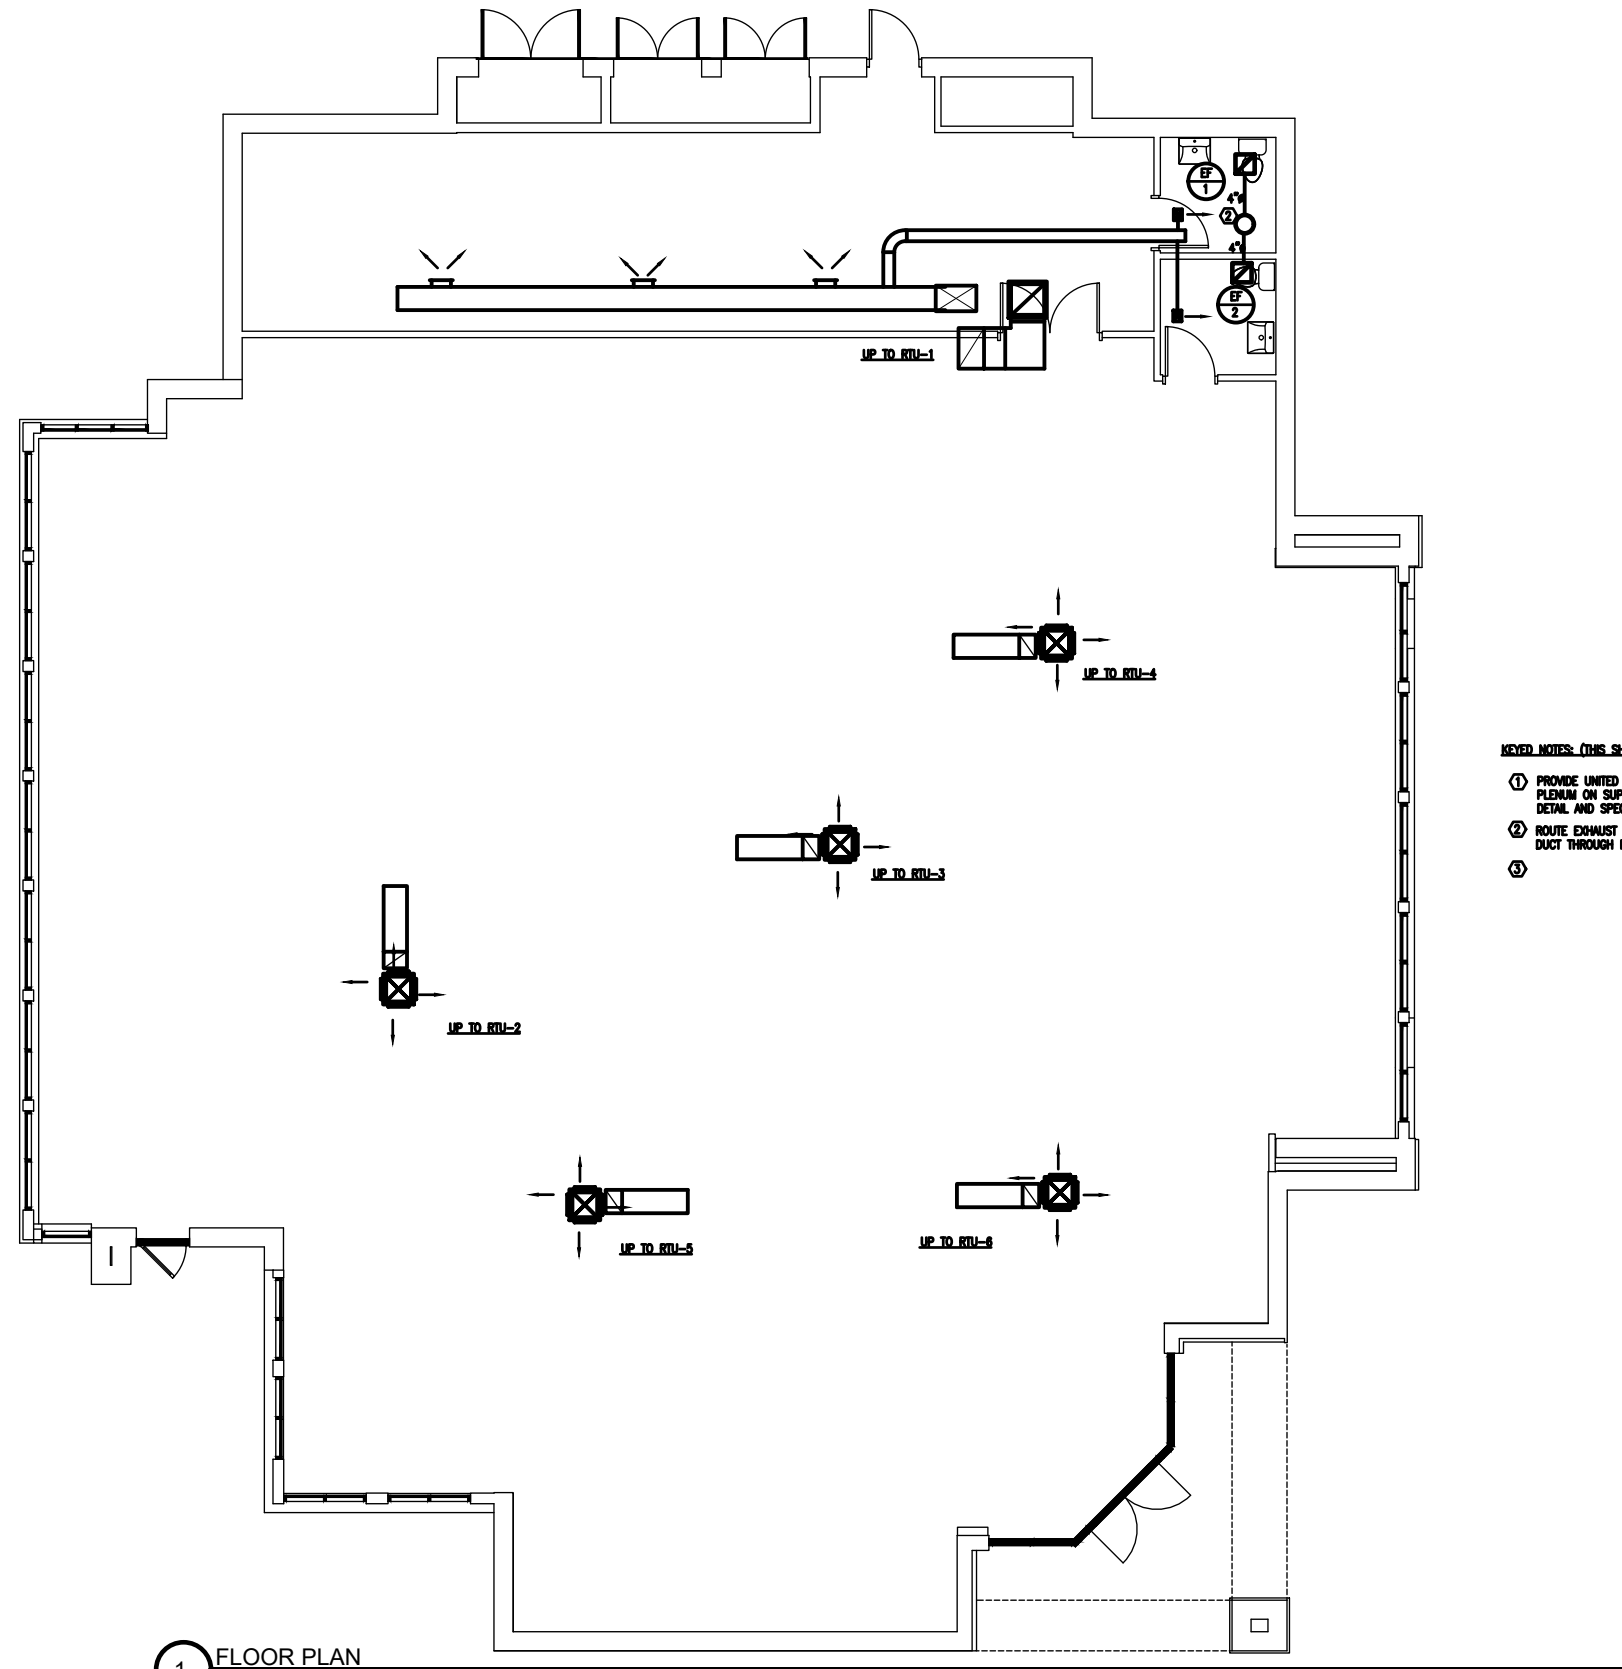 EF
1
4"ø
2
4"ø
EF
2
UP TO RTU-1
UP TO RTU-4
KEYED NOTES: (THIS
1 PROVIDE UNITED
PLENUM ON SUP
DETAIL AND SPE
2 ROUTE EXHAUST
DUCT THROUGH
3
UP TO RTU-3
UP TO RTU-2
UP TO RTU-5
UP TO RTU-6
1 FLOOR PLAN